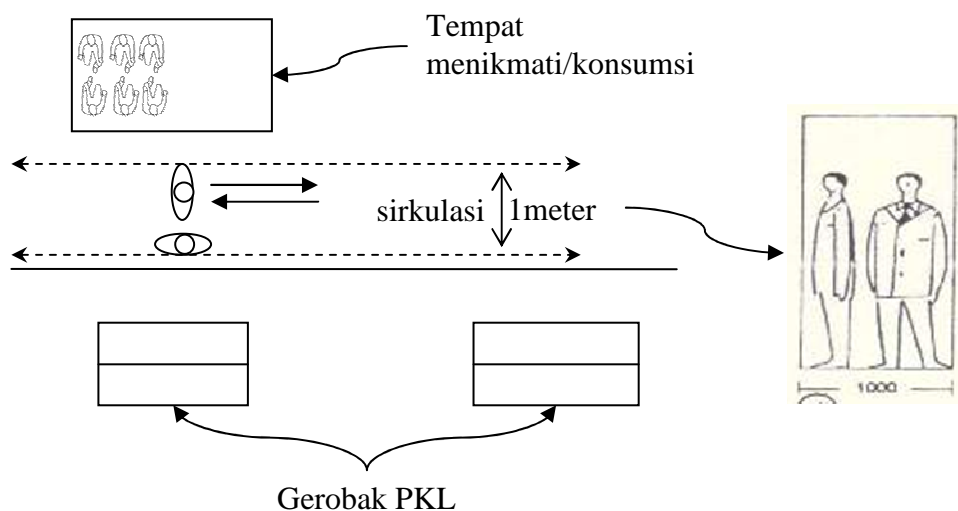 Tempat
menikmati/konsumsi
sirkulasi 1meter
1000
Gerobak PKL